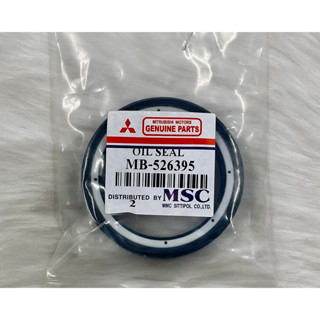 MITSUBISHI MOTORS
GENUINE PARTS
OIL SEAL
MB-526395
DISTRIBUTED BY MSC
2
MMC SITTIPOL CO.,LTD.